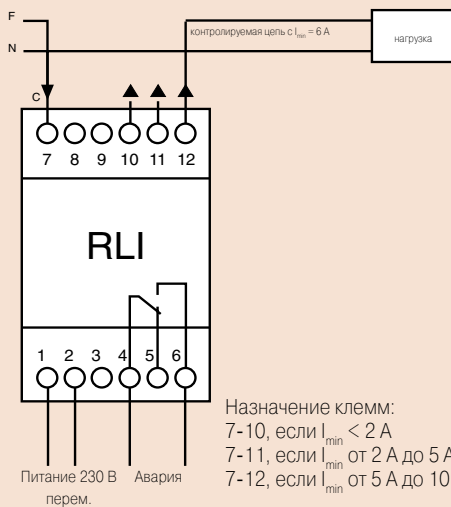 F
контролируемая цепь с Imin = 6 А
нагрузка
N
C
7 8 9 10 11 12
RLI
1 2 3 4 5 6
Питание 230 В
перем.
Авария
Назначение клемм:
7-10, если Imin < 2 А
7-11, если Imin от 2 А до 5 А
7-12, если Imin от 5 А до 10